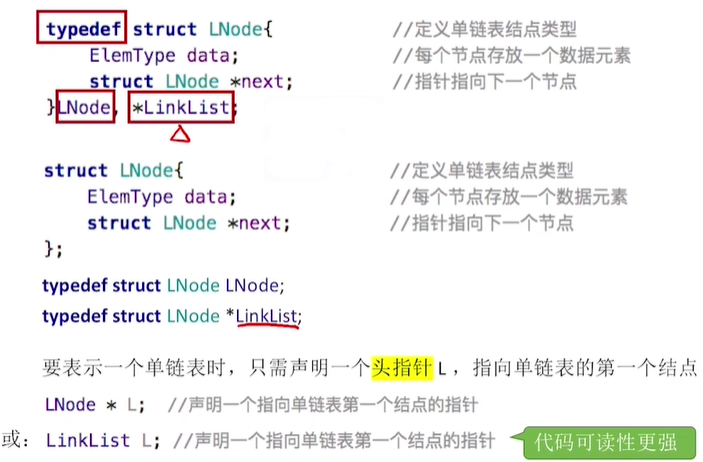 typedef struct LNode{ //定义单链表结点类型
ElemType data; //每个节点存放一个数据元素
struct LNode *next; //指针指向下一个节点
}LNode, *LinkList;
struct LNode{ //定义单链表结点类型
ElemType data; //每个节点存放一个数据元素
struct LNode *next; //指针指向下一个节点
};
typedef struct LNode LNode;
typedef struct LNode *LinkList;
要表示一个单链表时，只需声明一个头指针 L ，指向单链表的第一个结点
LNode * L; //声明一个指向单链表第一个结点的指针
或： LinkList L; //声明一个指向单链表第一个结点的指针 代码可读性更强